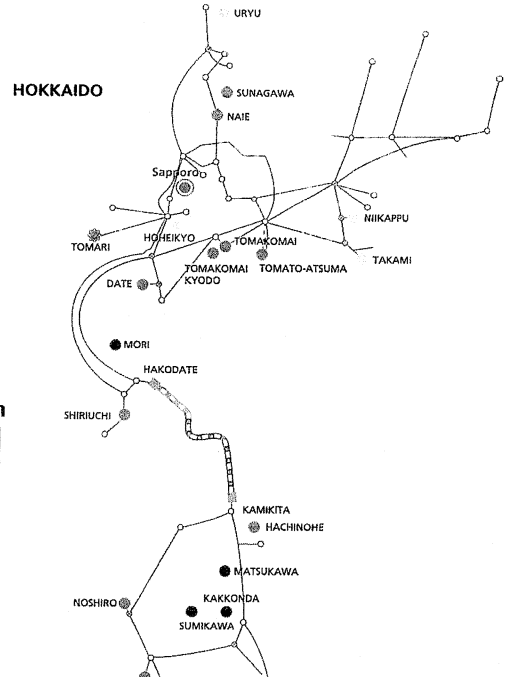 URYU
HOKKAIDO
SUNAGAWA
NAIE
Sapporo
NIIKAPPU
TOMARI
HOHEIKYO
TOMAKOMAI
TOMAKOMAI
KYODO
TOMATO-ATSUMA
TAKAMI
DATE
MORI
HAKODATE
SHIRIUCHI
KAMIKITA
HACHINOHE
MATSUKAWA
NOSHIRO
KAKKONDA
SUMIKAWA